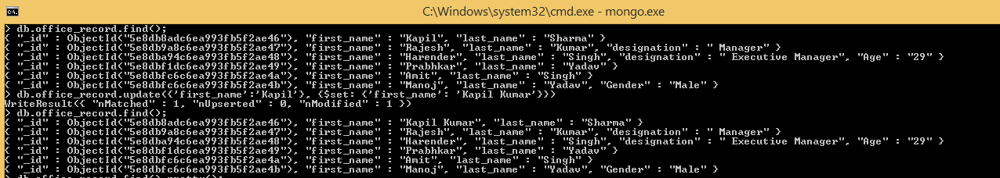 C:\Windows\system32\cmd.exe - mongo.exe
> db.office_record.find();
{ "_id" : ObjectId("5e8db8adc6ea993fb5f2ae46"), "first_name" : "Kapil", "last_name" : "Sharma" }
{ "_id" : ObjectId("5e8db9a8c6ea993fb5f2ae47"), "first_name" : "Rajesh", "last_name" : "Kumar", "designation" : " Manager" }
{ "_id" : ObjectId("5e8dba94c6ea993fb5f2ae48"), "first_name" : "Harender", "last_name" : "Singh", "designation" : " Executive Manager", "Age" : "29" }
{ "_id" : ObjectId("5e8dbf1dc6ea993fb5f2ae49"), "first_name" : "Prabhkar", "last_name" : "Yadav" }
{ "_id" : ObjectId("5e8dbfc6c6ea993fb5f2ae4a"), "first_name" : "Amit", "last_name" : "Singh" }
{ "_id" : ObjectId("5e8dbfc6c6ea993fb5f2ae4b"), "first_name" : "Manoj", "last_name" : "Yadav", "Gender" : "Male" }
> db.office_record.update({'first_name':'Kapil'}, {$set: {'first_name': 'Kapil Kumar'}})
WriteResult({ "nMatched" : 1, "nUpserted" : 0, "nModified" : 1 })
> db.office_record.find();
{ "_id" : ObjectId("5e8db8adc6ea993fb5f2ae46"), "first_name" : "Kapil Kumar", "last_name" : "Sharma" }
{ "_id" : ObjectId("5e8db9a8c6ea993fb5f2ae47"), "first_name" : "Rajesh", "last_name" : "Kumar", "designation" : " Manager" }
{ "_id" : ObjectId("5e8dba94c6ea993fb5f2ae48"), "first_name" : "Harender", "last_name" : "Singh", "designation" : " Executive Manager", "Age" : "29" }
{ "_id" : ObjectId("5e8dbf1dc6ea993fb5f2ae49"), "first_name" : "Prabhkar", "last_name" : "Yadav" }
{ "_id" : ObjectId("5e8dbfc6c6ea993fb5f2ae4a"), "first_name" : "Amit", "last_name" : "Singh" }
{ "_id" : ObjectId("5e8dbfc6c6ea993fb5f2ae4b"), "first_name" : "Manoj", "last_name" : "Yadav", "Gender" : "Male" }